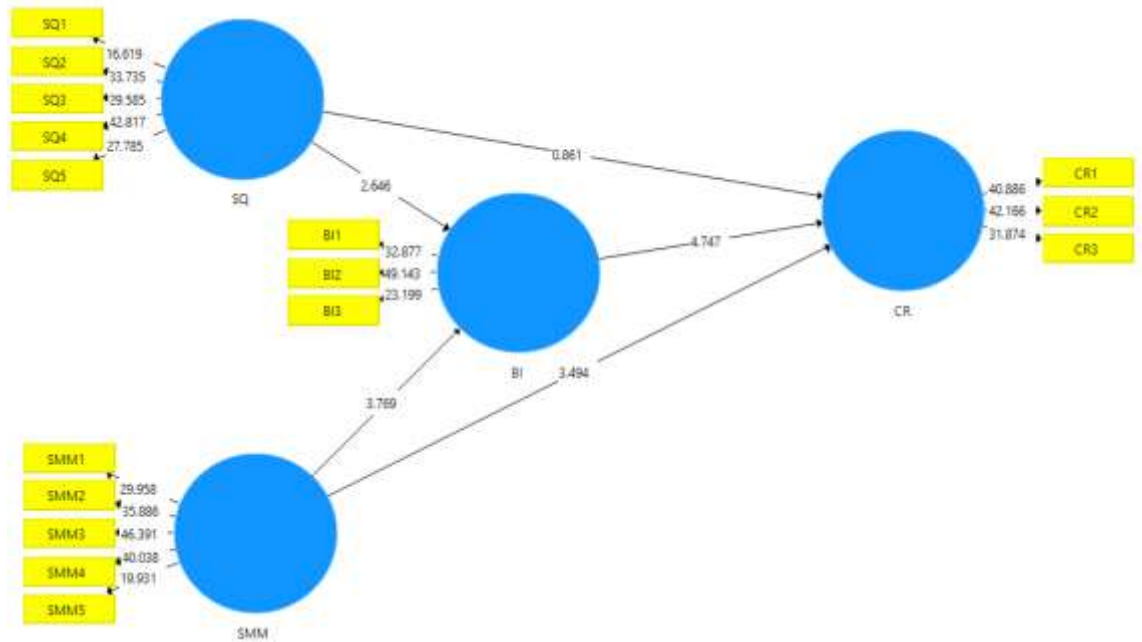 SQ1
16.619
SQ2
33.735
SQ3
29.585
SQ4
42.817
SQ5
27.785
SQ
0.861
2.646
BI1
32.877
BI2
49.143
BI3
23.199
BI
4.747
CR1
40.886
CR2
42.166
CR3
31.874
CR
3.494
3.769
SMM1
29.958
SMM2
35.886
SMM3
46.391
SMM4
40.038
SMM5
19.931
SMM